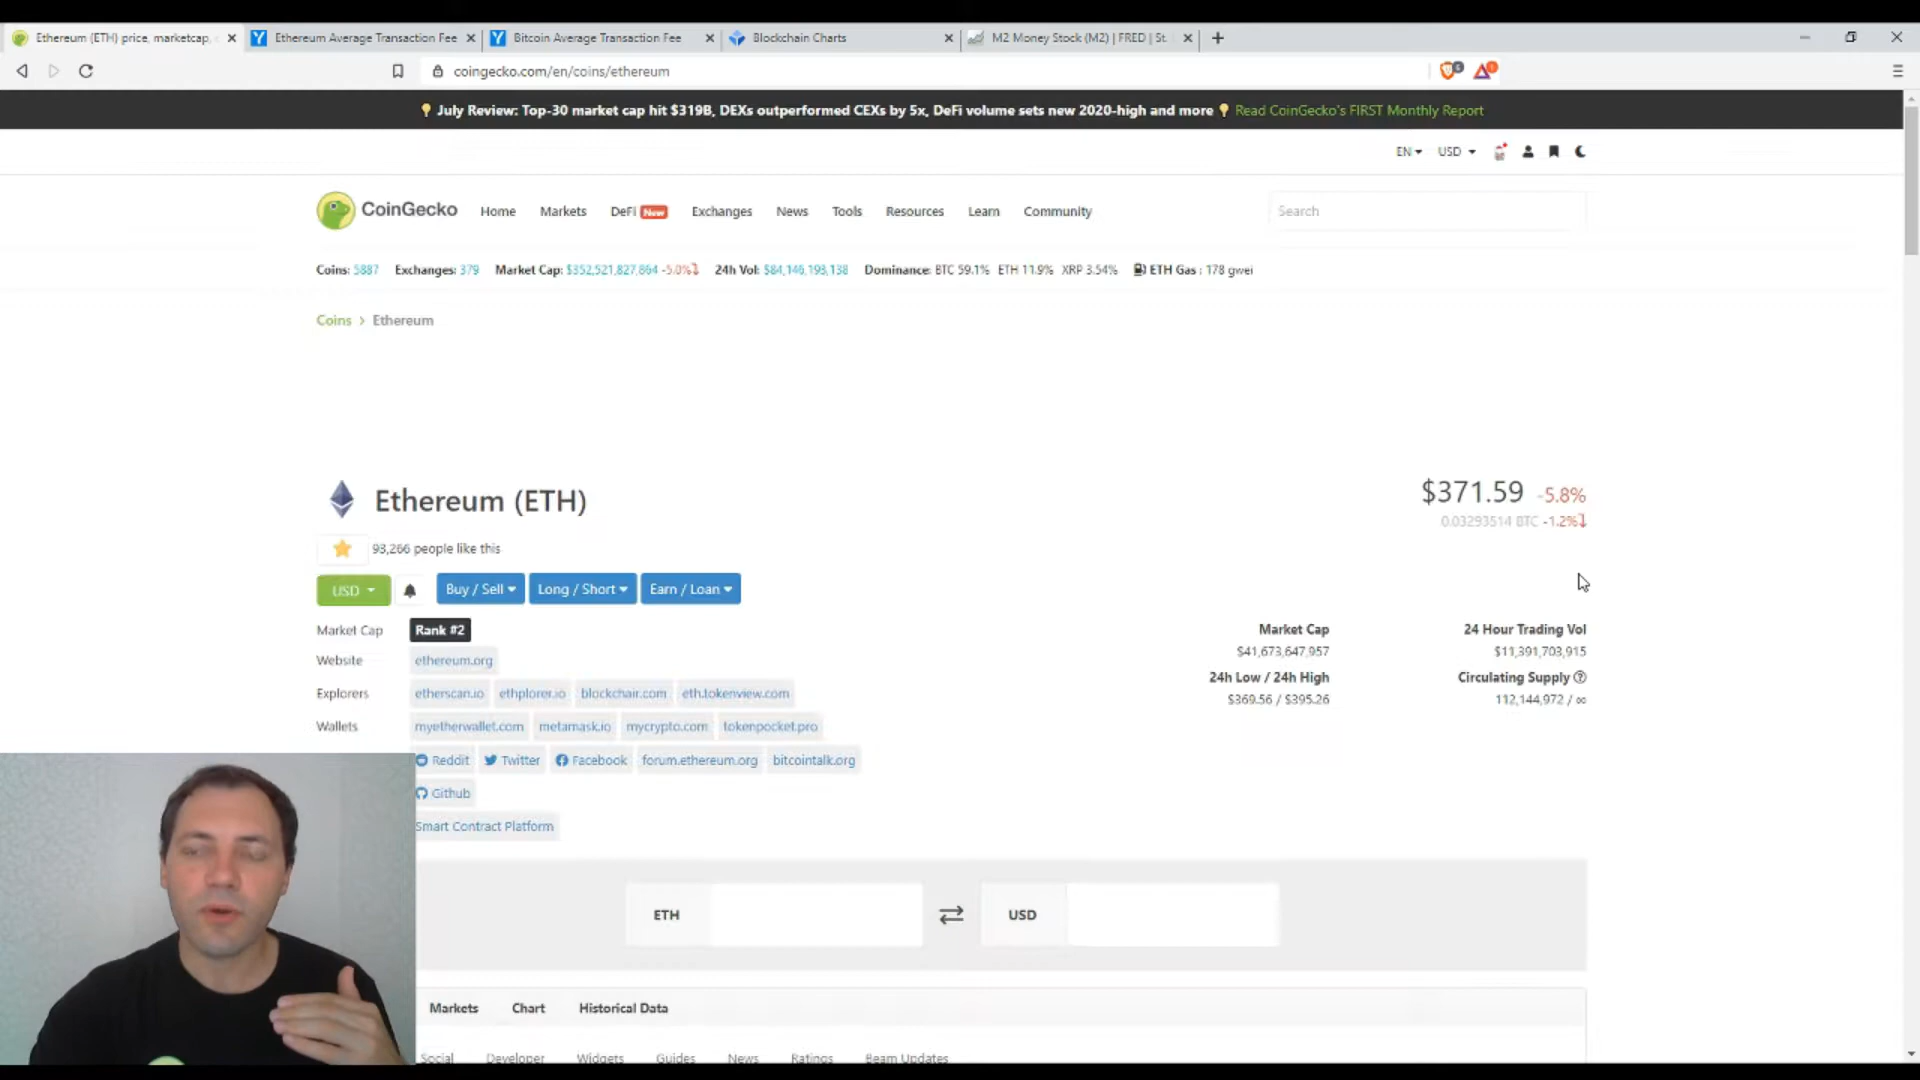 Ethereum (ETH) price, marketcap,
Ethereum Average Transaction Fee
Bitcoin Average Transaction Fee
Blockchain Charts
M2 Money Stock (M2) | FRED | St.
coingecko.com/en/coins/ethereum
July Review: Top-30 market cap hit $319B, DEXs outperformed CEXs by 5x, DeFi volume sets new 2020-high and more Read CoinGecko's FIRST Monthly Report
EN USD
CoinGecko Home Markets DeFi New Exchanges News Tools Resources Learn Community Search
Coins: 5887 Exchanges: 379 Market Cap: $352,521,827,864 -5.0% 24h Vol: $84,146,193,138 Dominance: BTC 59.1% ETH 11.9% XRP 3.54% ETH Gas : 178 gwei
Coins > Ethereum
Ethereum (ETH)
$371.59 -5.8%
0.03293514 BTC -1.2%
93,266 people like this
USD Buy / Sell Long / Short Earn / Loan
Market Cap Rank #2
Website ethereum.org
Explorers etherscan.io ethplorer.io blockchair.com eth.tokenview.com
Wallets myetherwallet.com metamask.io mycrypto.com tokenpocket.pro
Reddit Twitter Facebook forum.ethereum.org bitcointalk.org
Github
Smart Contract Platform
Market Cap
$41,673,647,957
24 Hour Trading Vol
$11,391,703,915
24h Low / 24h High
$369.56 / $395.26
Circulating Supply
112,144,972 / ∞
ETH USD
Markets Chart Historical Data
Social Developer Widgets Guides News Ratings Beam Updates